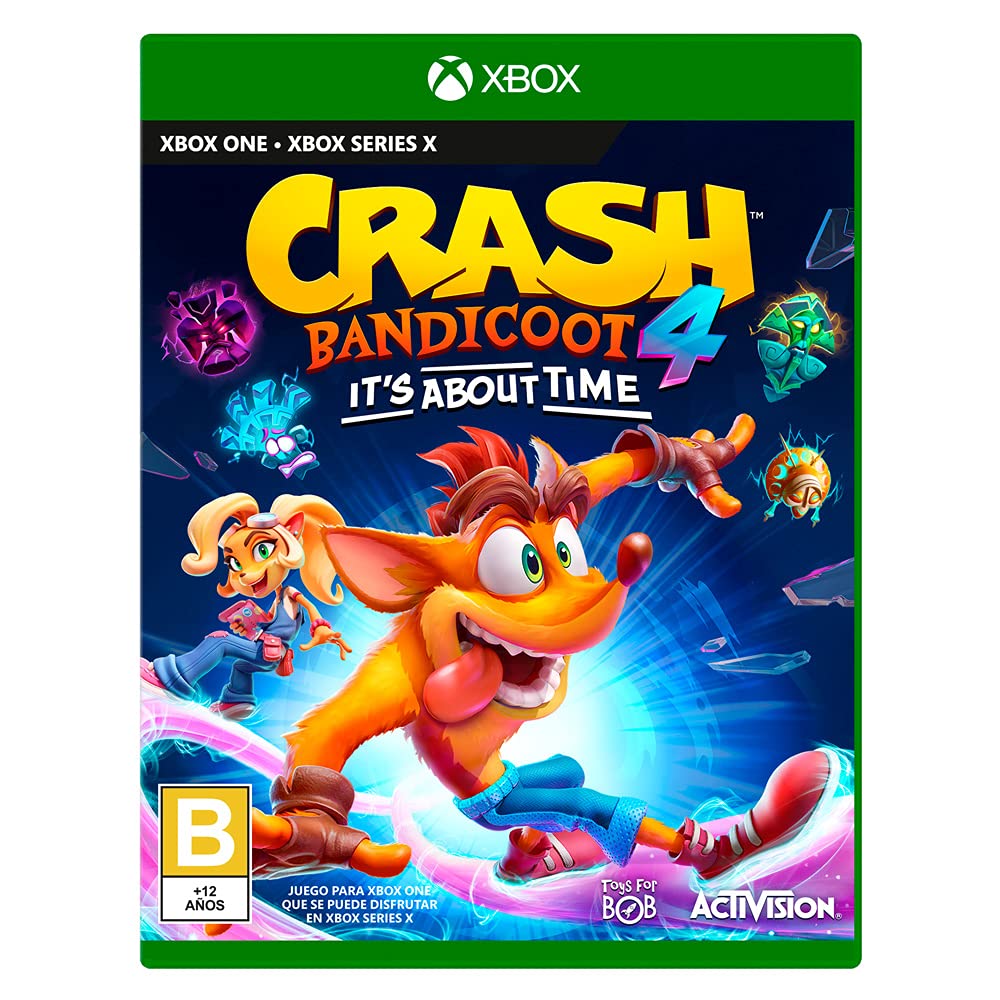 XBOX
XBOX ONE • XBOX SERIES X
CRASH™
BANDICOOT 4
IT'S ABOUT TIME
B
+12
AÑOS
JUEGO PARA XBOX ONE
QUE SE PUEDE DISFRUTAR
EN XBOX SERIES X
Toys For
BOB
ACTIVISION®